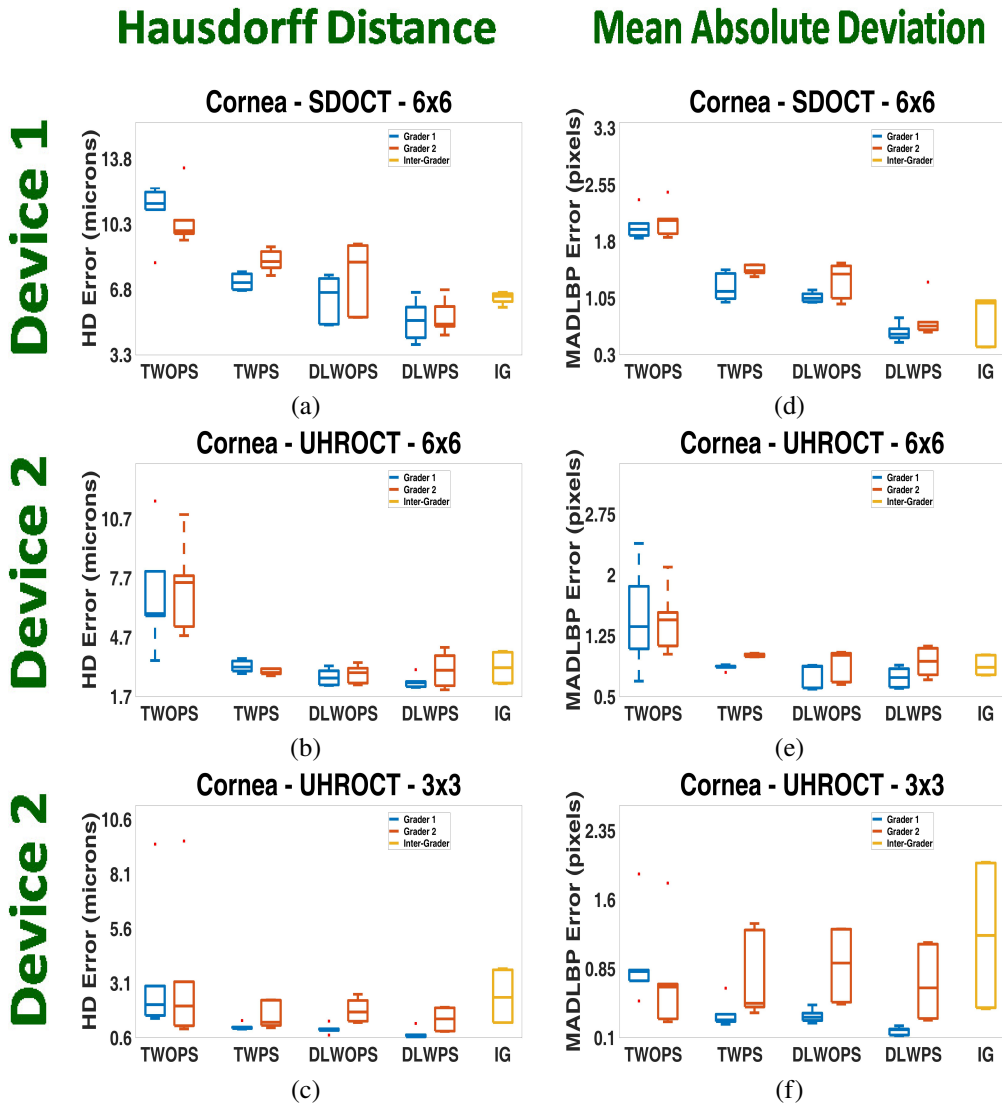 Hausdorff Distance
Mean Absolute Deviation
Device 1
Cornea - SDOCT - 6x6
HD Error (microns)
13.8
10.3
6.8
3.3
Grader 1
Grader 2
Inter-Grader
TWOPS TWPS DLWOPS DLWPS IG
(a)
Cornea - SDOCT - 6x6
MADLBP Error (pixels)
3.3
2.55
1.8
1.05
0.3
Grader 1
Grader 2
Inter-Grader
TWOPS TWPS DLWOPS DLWPS IG
(d)
Device 2
Cornea - UHROCT - 6x6
HD Error (microns)
10.7
7.7
4.7
1.7
Grader 1
Grader 2
Inter-Grader
TWOPS TWPS DLWOPS DLWPS IG
(b)
Cornea - UHROCT - 6x6
MADLBP Error (pixels)
2.75
2
1.25
0.5
Grader 1
Grader 2
Inter-Grader
TWOPS TWPS DLWOPS DLWPS IG
(e)
Device 2
Cornea - UHROCT - 3x3
HD Error (microns)
10.6
8.1
5.6
3.1
0.6
Grader 1
Grader 2
Inter-Grader
TWOPS TWPS DLWOPS DLWPS IG
(c)
Cornea - UHROCT - 3x3
MADLBP Error (pixels)
2.35
1.6
0.85
0.1
Grader 1
Grader 2
Inter-Grader
TWOPS TWPS DLWOPS DLWPS IG
(f)